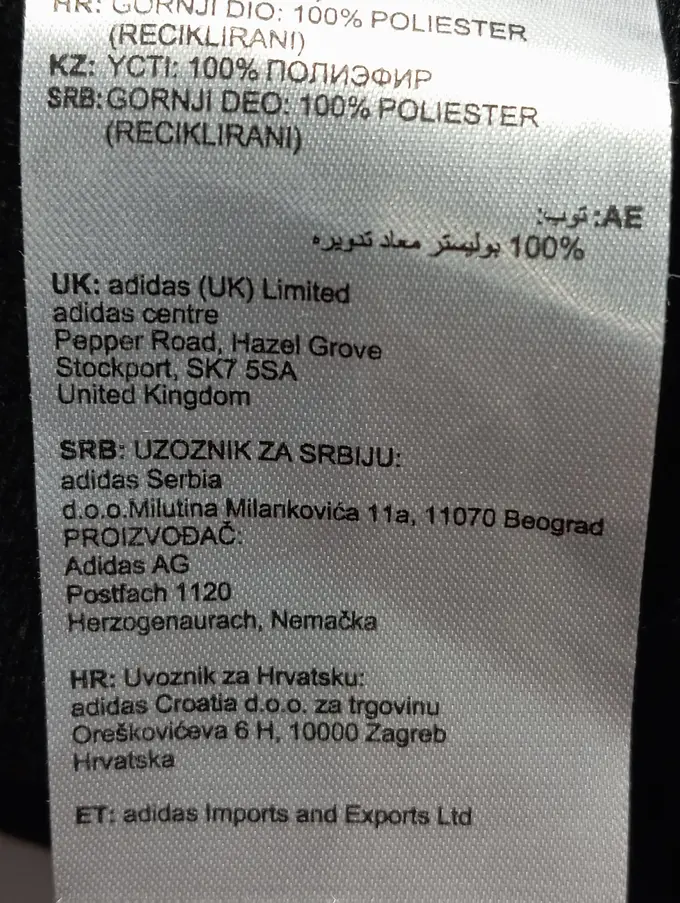 HR: GORNJI DIO: 100% POLIESTER
(RECIKLIRANI)
KZ: ҮСТІ: 100% ПОЛИЭФИР
SRB: GORNJI DEO: 100% POLIESTER
(RECIKLIRANI)
AE: توب:
100% بوليستر معاد تدويره
UK: adidas (UK) Limited
adidas centre
Pepper Road, Hazel Grove
Stockport, SK7 5SA
United Kingdom
SRB: UZOZNIK ZA SRBIJU:
adidas Serbia
d.o.o.Milutina Milankovića 11a, 11070 Beograd
PROIZVOĐAČ:
Adidas AG
Postfach 1120
Herzogenaurach, Nemačka
HR: Uvoznik za Hrvatsku:
adidas Croatia d.o.o. za trgovinu
Oreškovićeva 6 H, 10000 Zagreb
Hrvatska
ET: adidas Imports and Exports Ltd